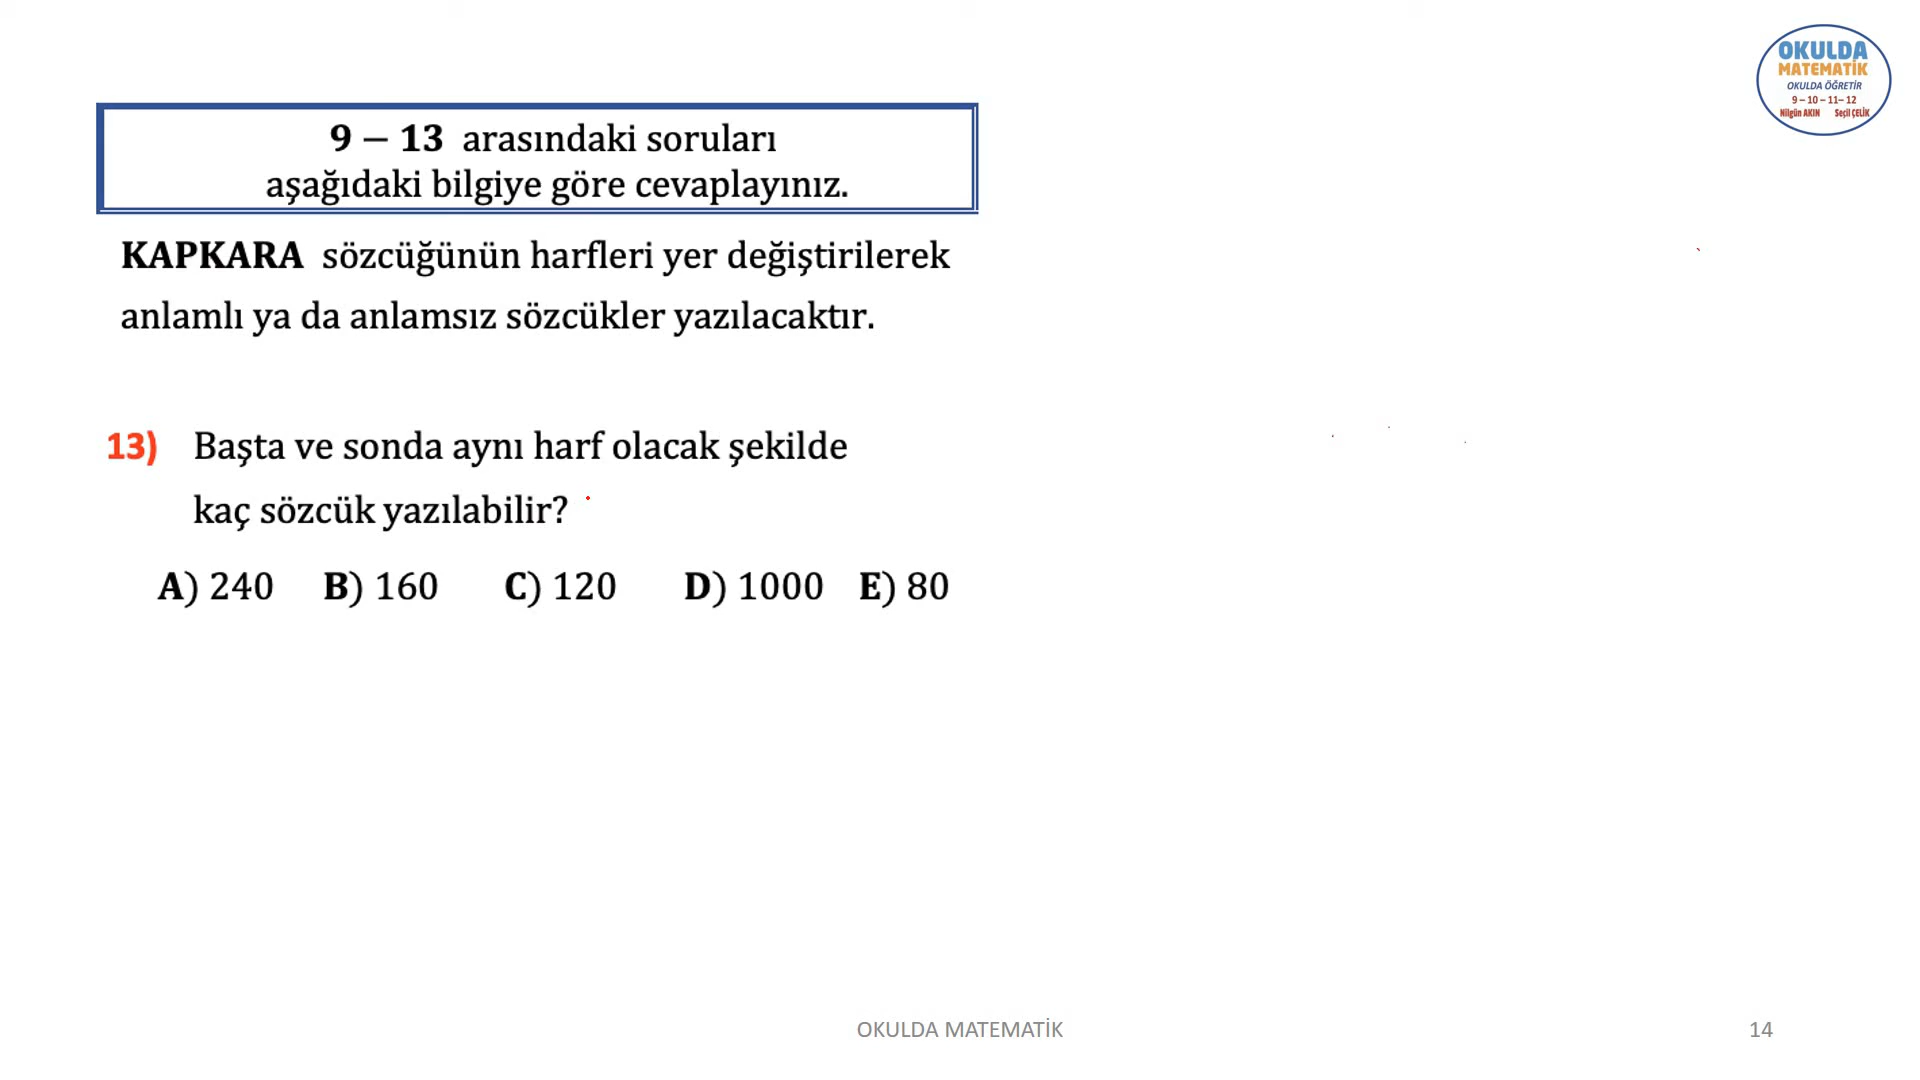 OKULDA
MATEMATİK
OKULDA ÖĞRETİR
9 – 10 – 11– 12
Nilgün AKIN Seçil ÇELİK
9 – 13 arasındaki soruları
aşağıdaki bilgiye göre cevaplayınız.
KAPKARA sözcüğünün harfleri yer değiştirilerek
anlamlı ya da anlamsız sözcükler yazılacaktır.
13) Başta ve sonda aynı harf olacak şekilde
kaç sözcük yazılabilir?
A) 240 B) 160 C) 120 D) 1000 E) 80
OKULDA MATEMATİK 14